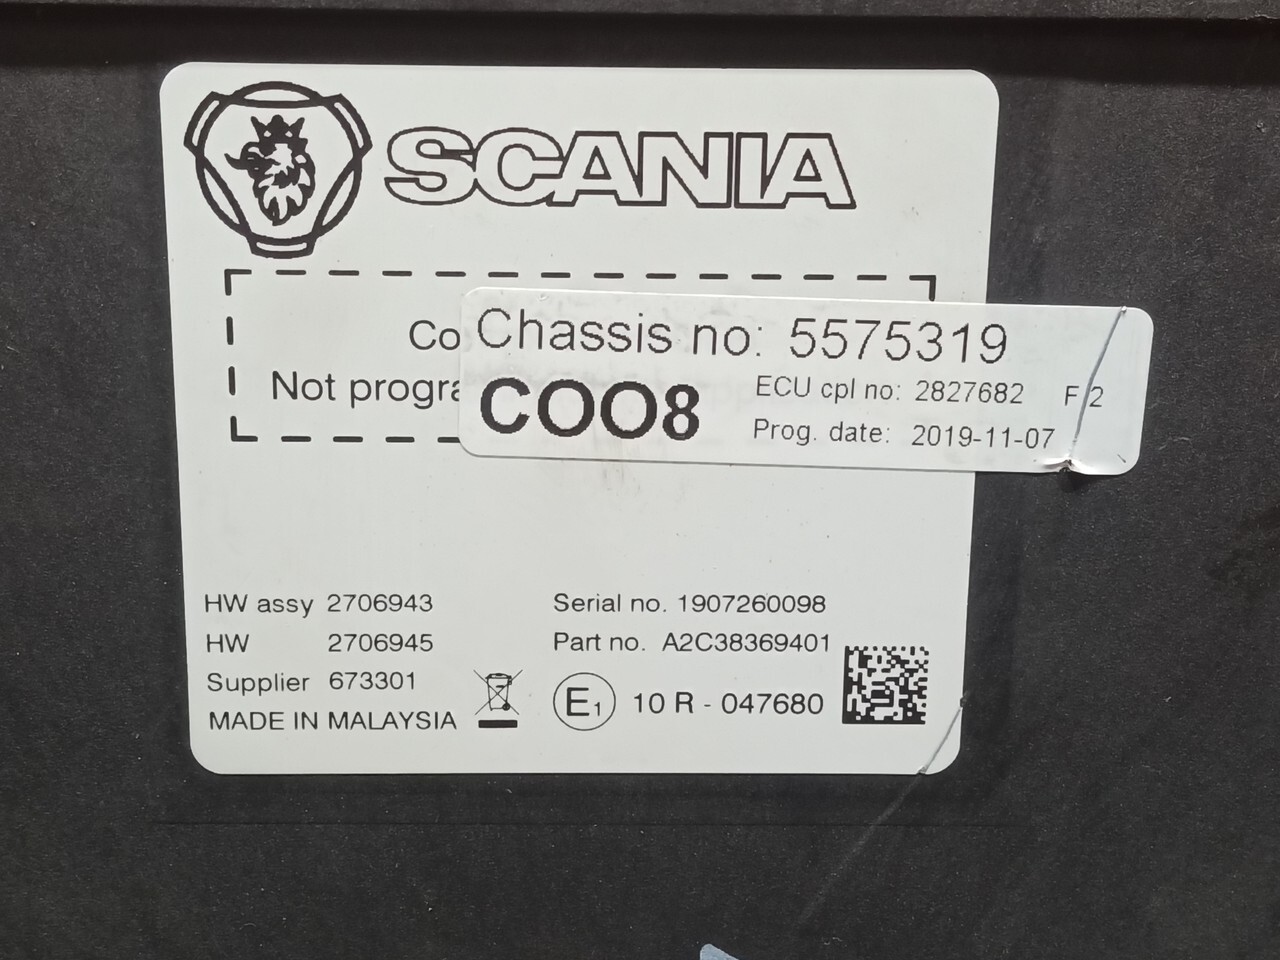 SCANIA
Co
Not progra
Chassis no: 5575319
COO8
ECU cpl no: 2827682 F 2
Prog. date: 2019-11-07
HW assy 2706943
HW 2706945
Supplier 673301
MADE IN MALAYSIA
Serial no. 1907260098
Part no. A2C38369401
E1 10 R - 047680